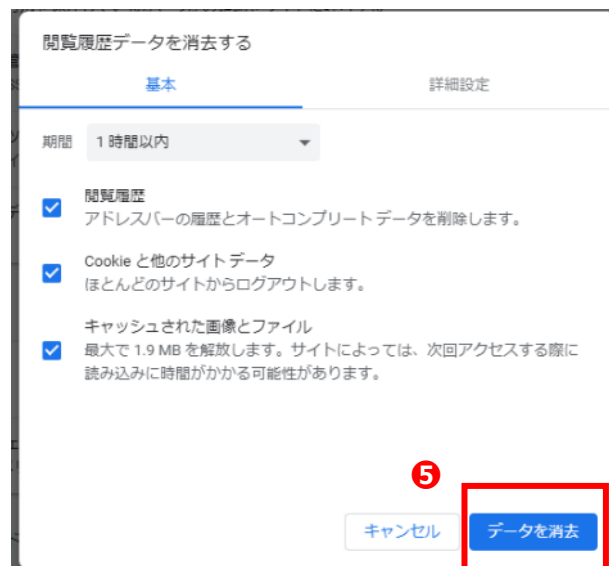 閲覧履歴データを消去する
基本 詳細設定
期間 1 時間以内
閲覧履歴
アドレスバーの履歴とオートコンプリート データを削除します。
Cookie と他のサイトデータ
ほとんどのサイトからログアウトします。
キャッシュされた画像とファイル
最大で 1.9 MB を解放します。サイトによっては、次回アクセスする際に
読み込みに時間がかかる可能性があります。
❺
キャンセル データを消去